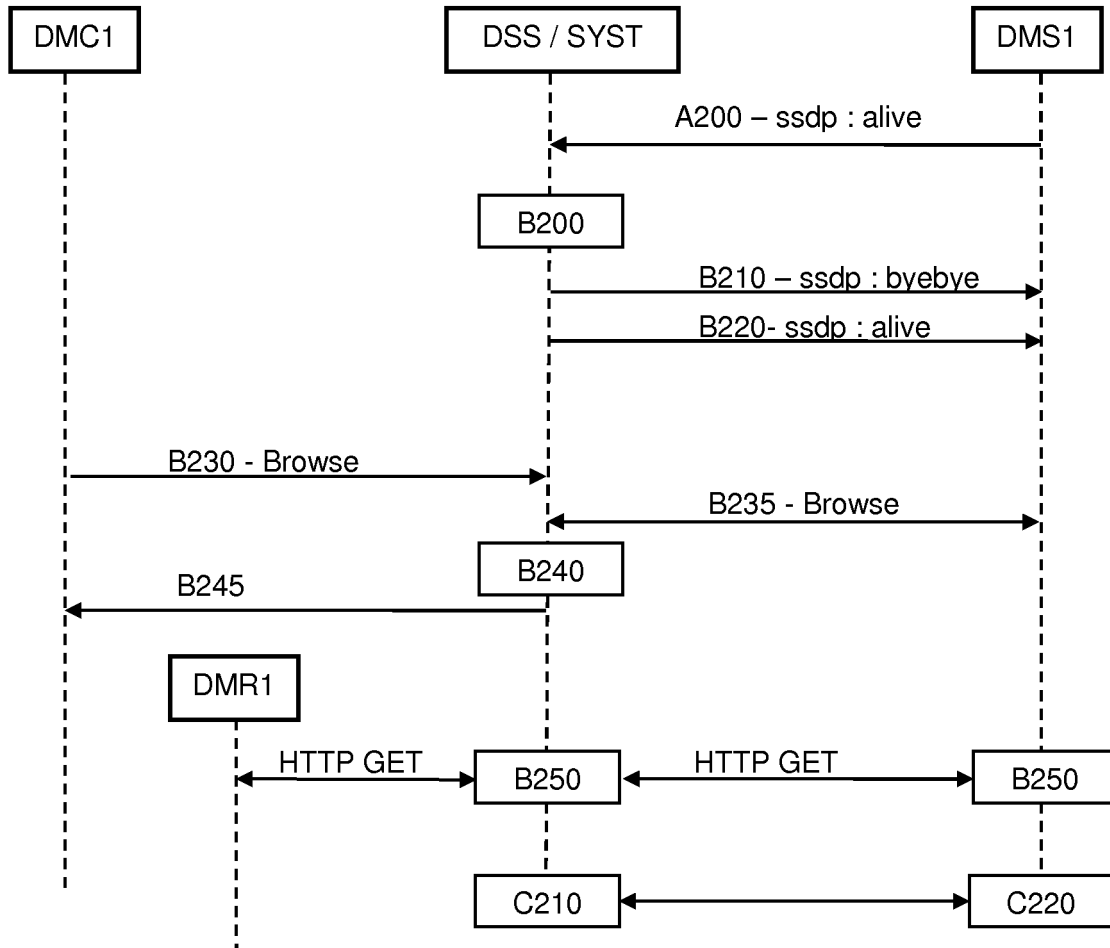 DMC1
DSS / SYST
DMS1
A200 – ssdp : alive
B200
B210 – ssdp : byebye
B220- ssdp : alive
B230 - Browse
B235 - Browse
B240
B245
DMR1
HTTP GET
B250
HTTP GET
B250
C210
C220